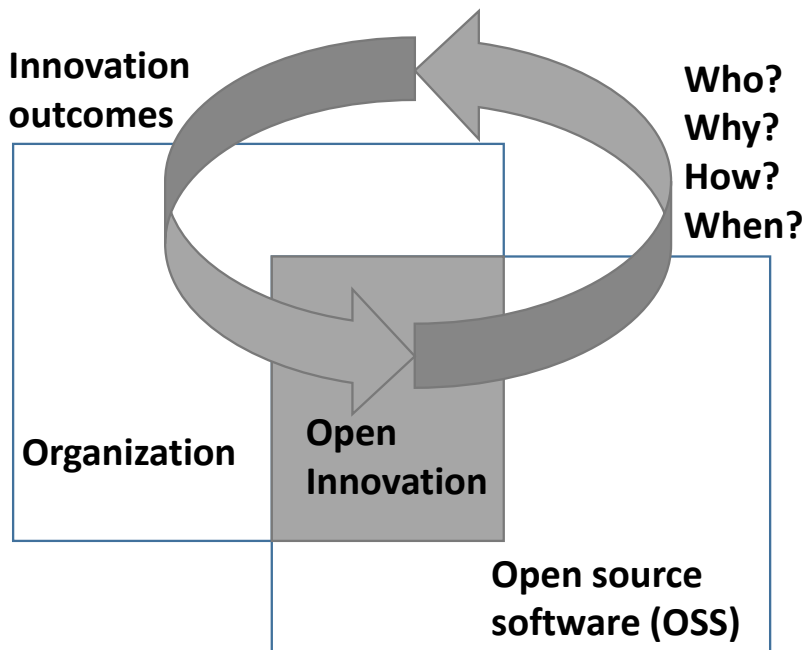 Innovation
outcomes
Who?
Why?
How?
When?
Organization
Open
Innovation
Open source
software (OSS)